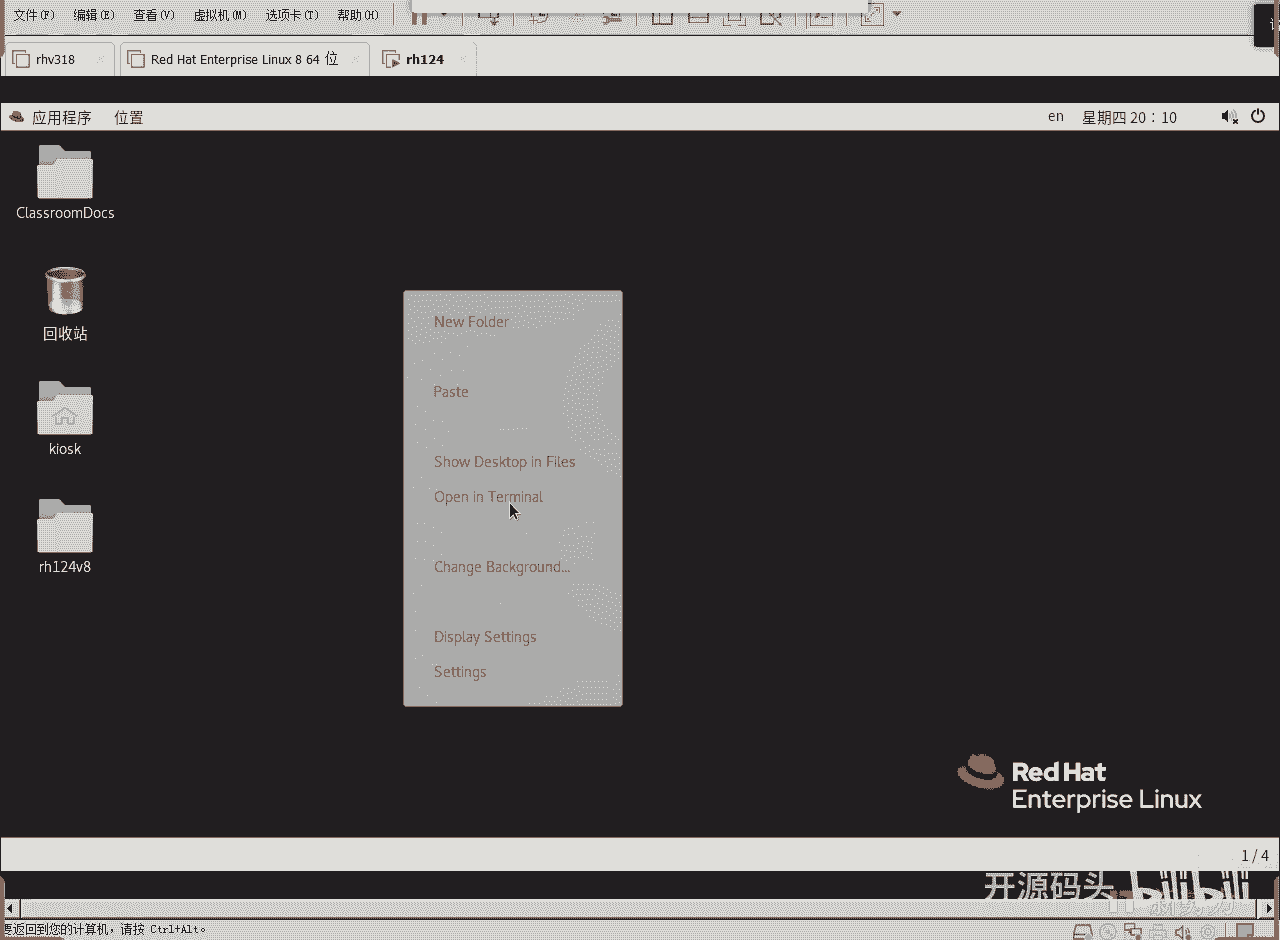 文件(F) 编辑(E) 查看(V) 虚拟机(M) 选项卡(T) 帮助(H)
rhv318 Red Hat Enterprise Linux 8 64 位 rh124
应用程序 位置 en 星期四 20：10
ClassroomDocs
回收站
kiosk
rh124v8
New Folder
Paste
Show Desktop in Files
Open in Terminal
Change Background...
Display Settings
Settings
Red Hat
Enterprise Linux
1 / 4
开源码头 bilibili
要返回到您的计算机，请按 Ctrl+Alt。